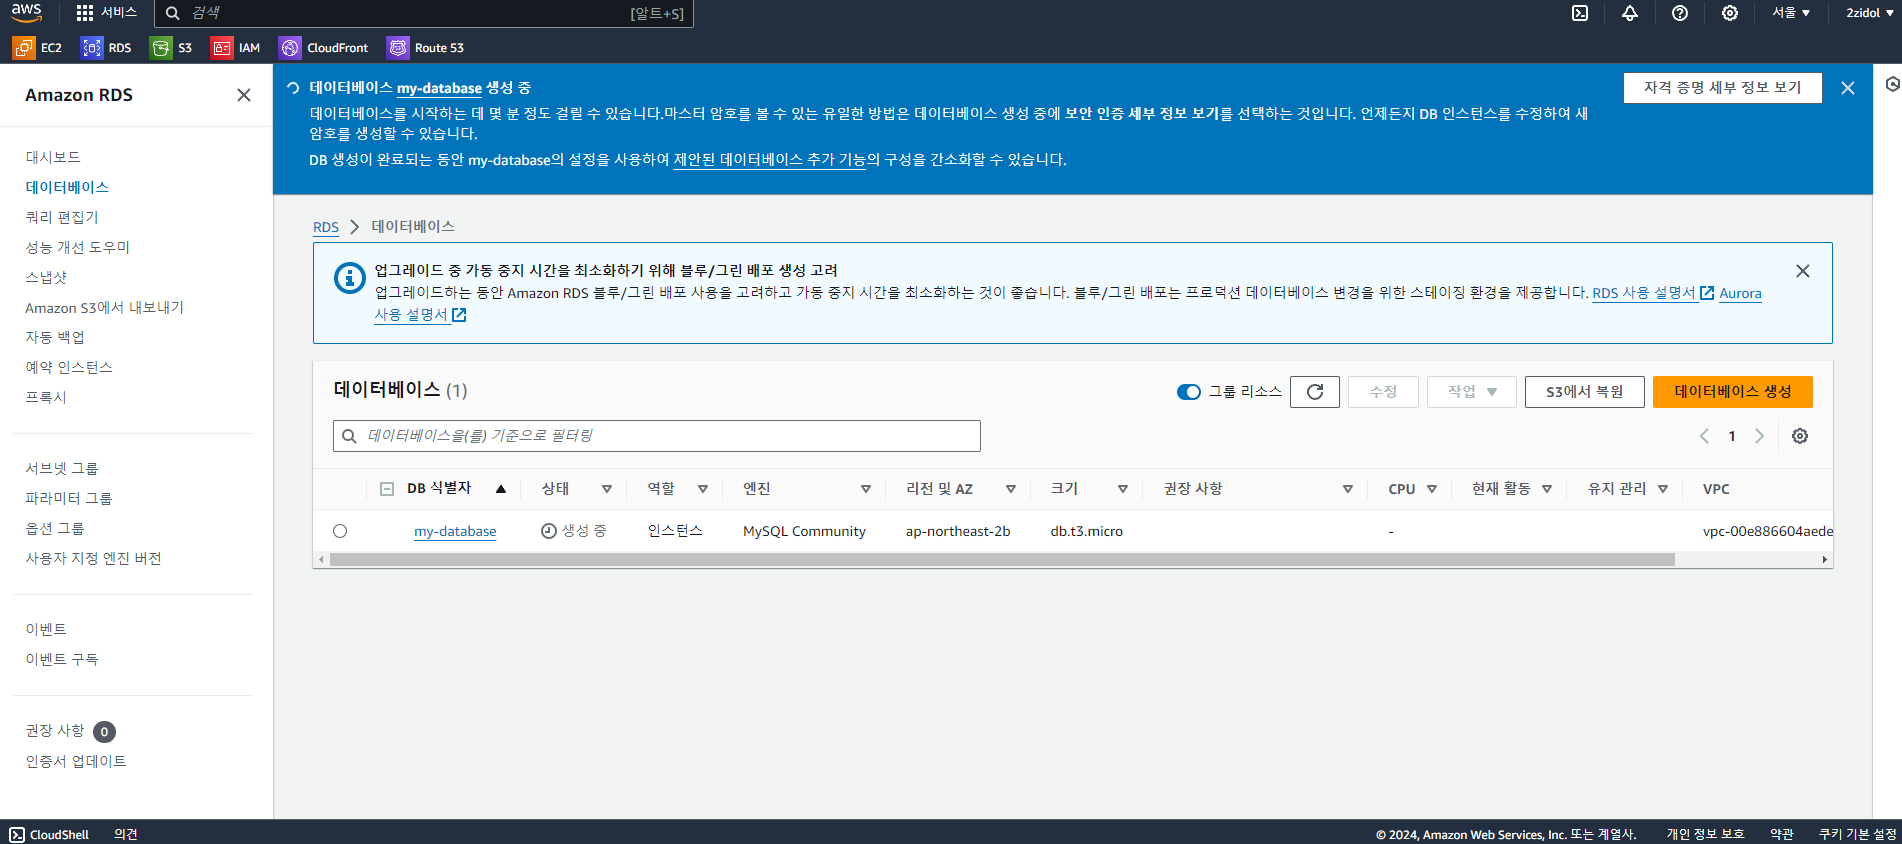 aws
서비스
검색
[알트+S]
서울 ▼
2zidol ▼
EC2
RDS
S3
IAM
CloudFront
Route 53
Amazon RDS
대시보드
데이터베이스
쿼리 편집기
성능 개선 도우미
스냅샷
Amazon S3에서 내보내기
자동 백업
예약 인스턴스
프록시
서브넷 그룹
파라미터 그룹
옵션 그룹
사용자 지정 엔진 버전
이벤트
이벤트 구독
권장 사항 0
인증서 업데이트
데이터베이스 my-database 생성 중
데이터베이스를 시작하는 데 몇 분 정도 걸릴 수 있습니다.마스터 암호를 볼 수 있는 유일한 방법은 데이터베이스 생성 중에 보안 인증 세부 정보 보기를 선택하는 것입니다. 언제든지 DB 인스턴스를 수정하여 새
암호를 생성할 수 있습니다.
DB 생성이 완료되는 동안 my-database의 설정을 사용하여 제안된 데이터베이스 추가 기능의 구성을 간소화할 수 있습니다.
자격 증명 세부 정보 보기
RDS > 데이터베이스
업그레이드 중 가동 중지 시간을 최소화하기 위해 블루/그린 배포 생성 고려
업그레이드하는 동안 Amazon RDS 블루/그린 배포 사용을 고려하고 가동 중지 시간을 최소화하는 것이 좋습니다. 블루/그린 배포는 프로덕션 데이터베이스 변경을 위한 스테이징 환경을 제공합니다. RDS 사용 설명서 Aurora
사용 설명서
데이터베이스 (1)
그룹 리소스
수정
작업 ▼
S3에서 복원
데이터베이스 생성
데이터베이스을(를) 기준으로 필터링
1
DB 식별자
상태
역할
엔진
리전 및 AZ
크기
권장 사항
CPU
현재 활동
유지 관리
VPC
my-database
생성 중
인스턴스
MySQL Community
ap-northeast-2b
db.t3.micro
-
vpc-00e886604aede
CloudShell
의견
© 2024, Amazon Web Services, Inc. 또는 계열사.
개인 정보 보호
약관
쿠키 기본 설정